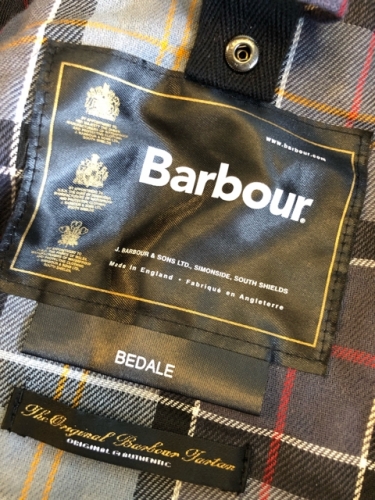 www.barbour.com
Barbour
J. BARBOUR & SONS LTD., SIMONSIDE, SOUTH SHIELDS
Made in England • Fabriqué en Angleterre
BEDALE
The Original Barbour Tartan
ORIGINAL & AUTHENTIC